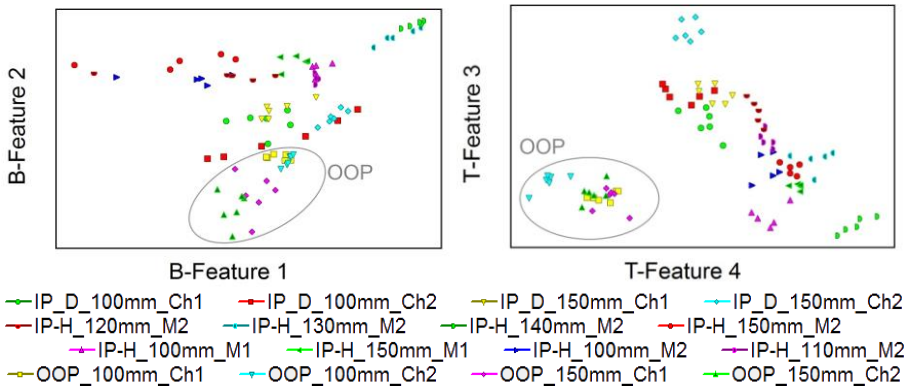 B-Feature 2
OOP
B-Feature 1
T-Feature 3
OOP
T-Feature 4
IP_D_100mm_Ch1 IP_D_100mm_Ch2 IP_D_150mm_Ch1 IP_D_150mm_Ch2
IP-H_120mm_M2 IP-H_130mm_M2 IP-H_140mm_M2 IP-H_150mm_M2
IP-H_100mm_M1 IP-H_150mm_M1 IP-H_100mm_M2 IP-H_110mm_M2
OOP_100mm_Ch1 OOP_100mm_Ch2 OOP_150mm_Ch1 OOP_150mm_Ch2